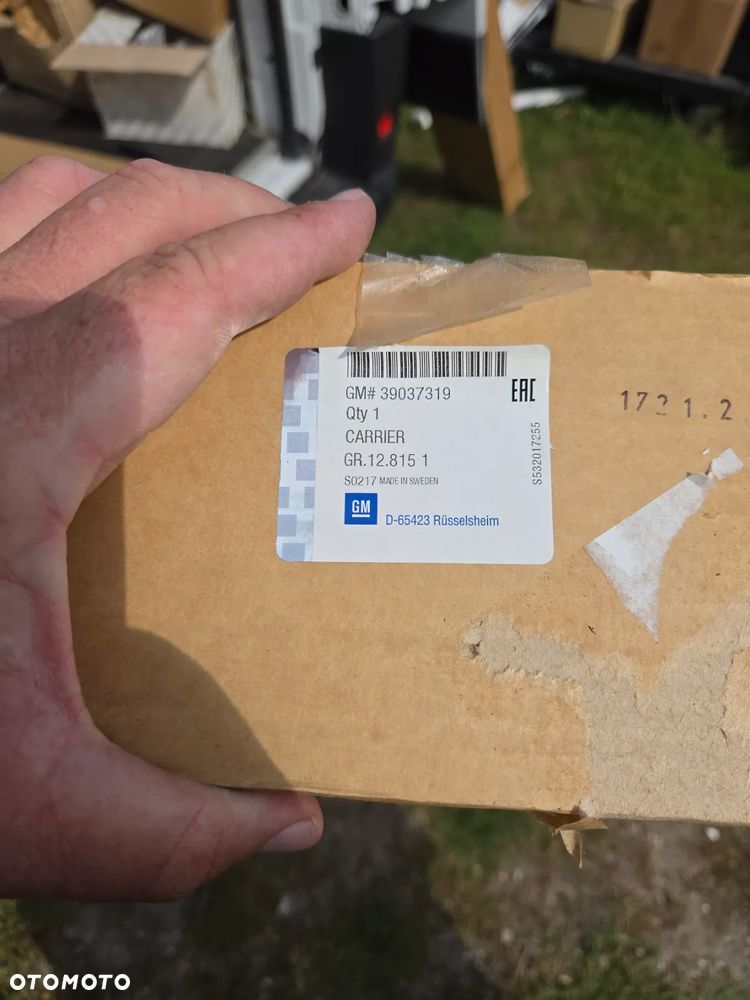 GM# 39037319
EAC
Qty 1
CARRIER
GR.12.815 1
S0217 MADE IN SWEDEN
S532017255
GM
D-65423 Rüsselsheim
1721.2
OTOMOTO